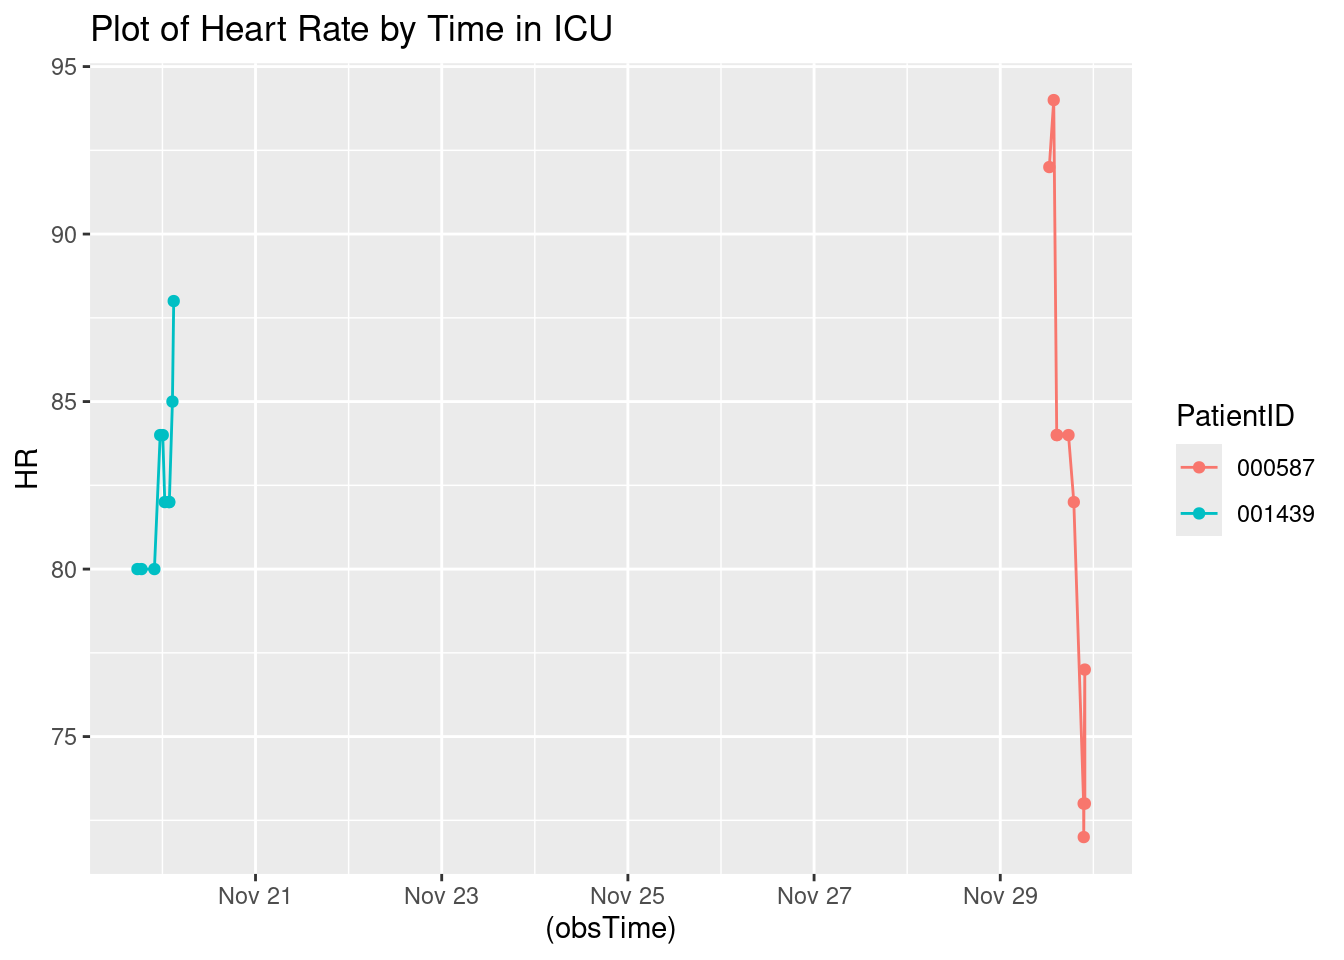 Plot of Heart Rate by Time in ICU
95
90
85
80
75
HR
Nov 21 Nov 23 Nov 25 Nov 27 Nov 29
(obsTime)
PatientID
000587
001439